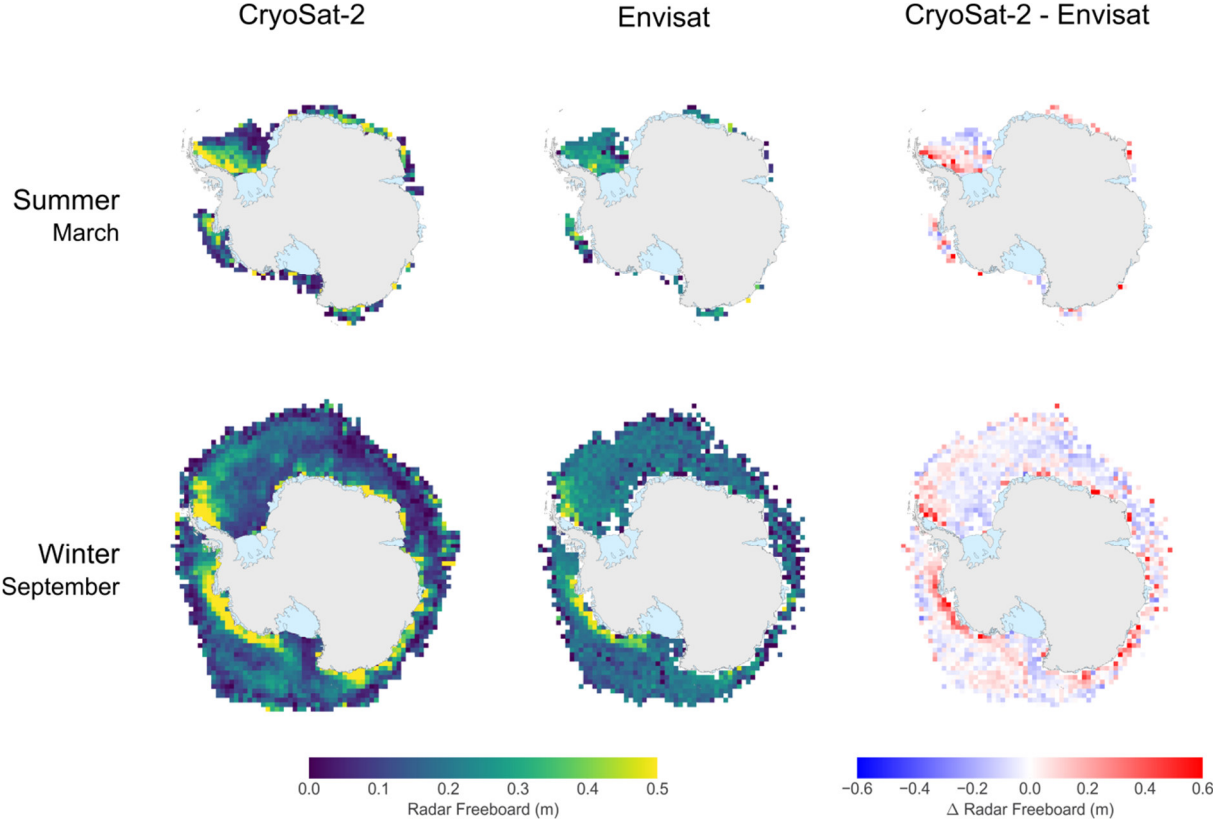 CryoSat-2 Envisat CryoSat-2 - Envisat
Summer
March
Winter
September
0.0 0.1 0.2 0.3 0.4 0.5
Radar Freeboard (m)
−0.6 −0.4 −0.2 0.0 0.2 0.4 0.6
Δ Radar Freeboard (m)